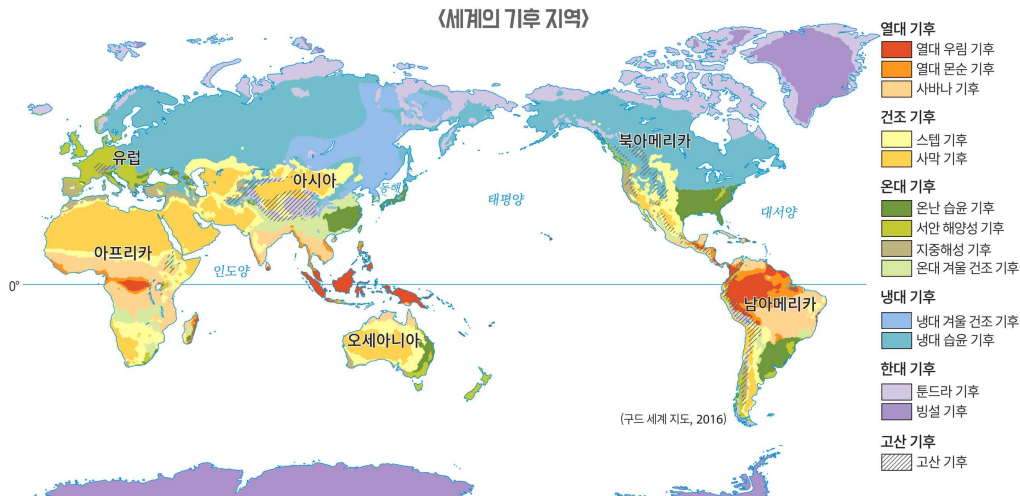 〈세계의 기후 지역〉
유럽
아시아
동해
북아메리카
태평양
대서양
아프리카
인도양
0°
남아메리카
오세아니아
(구드 세계 지도, 2016)
열대 기후
열대 우림 기후
열대 몬순 기후
사바나 기후
건조 기후
스텝 기후
사막 기후
온대 기후
온난 습윤 기후
서안 해양성 기후
지중해성 기후
온대 겨울 건조 기후
냉대 기후
냉대 겨울 건조 기후
냉대 습윤 기후
한대 기후
툰드라 기후
빙설 기후
고산 기후
고산 기후